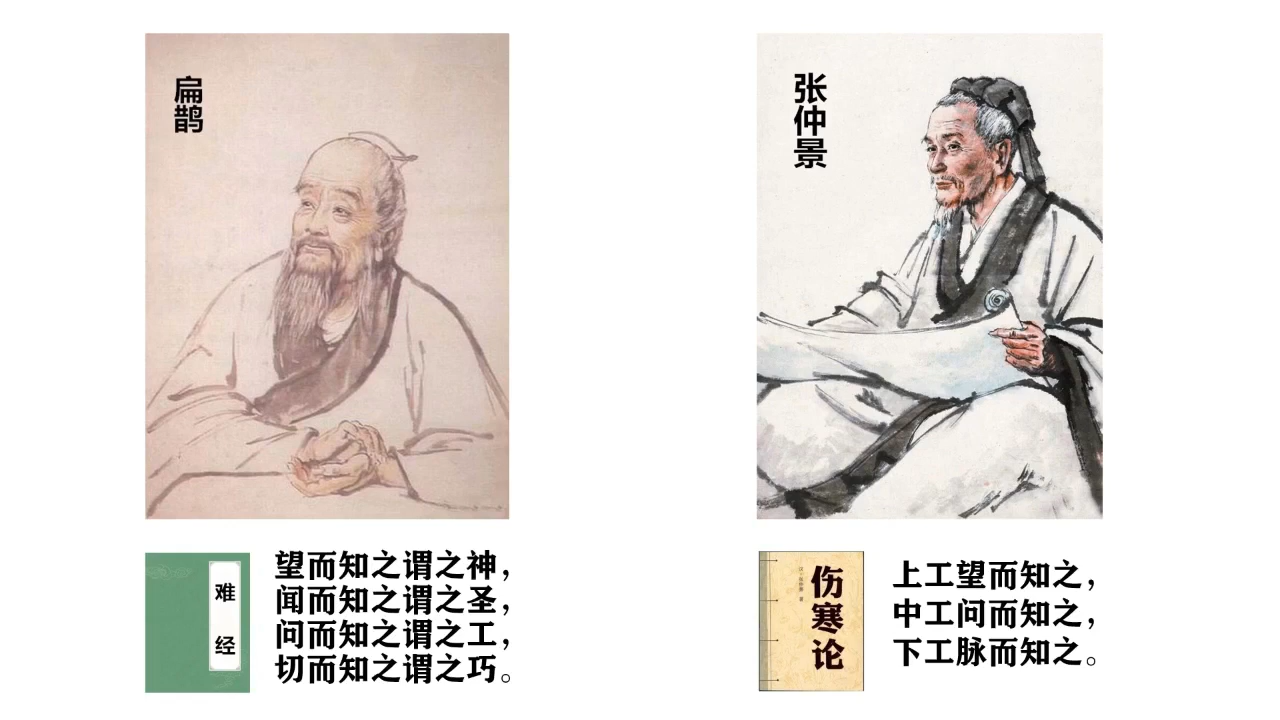 扁鹊
难经
望而知之谓之神，
闻而知之谓之圣，
问而知之谓之工，
切而知之谓之巧。
张仲景
伤寒论
上工望而知之，
中工问而知之，
下工脉而知之。